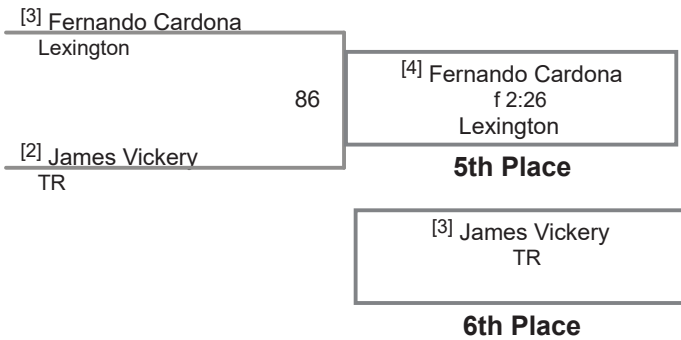 [3] Fernando Cardona
Lexington
86
[2] James Vickery
TR
[4] Fernando Cardona
f 2:26
Lexington
5th Place
[3] James Vickery
TR
6th Place